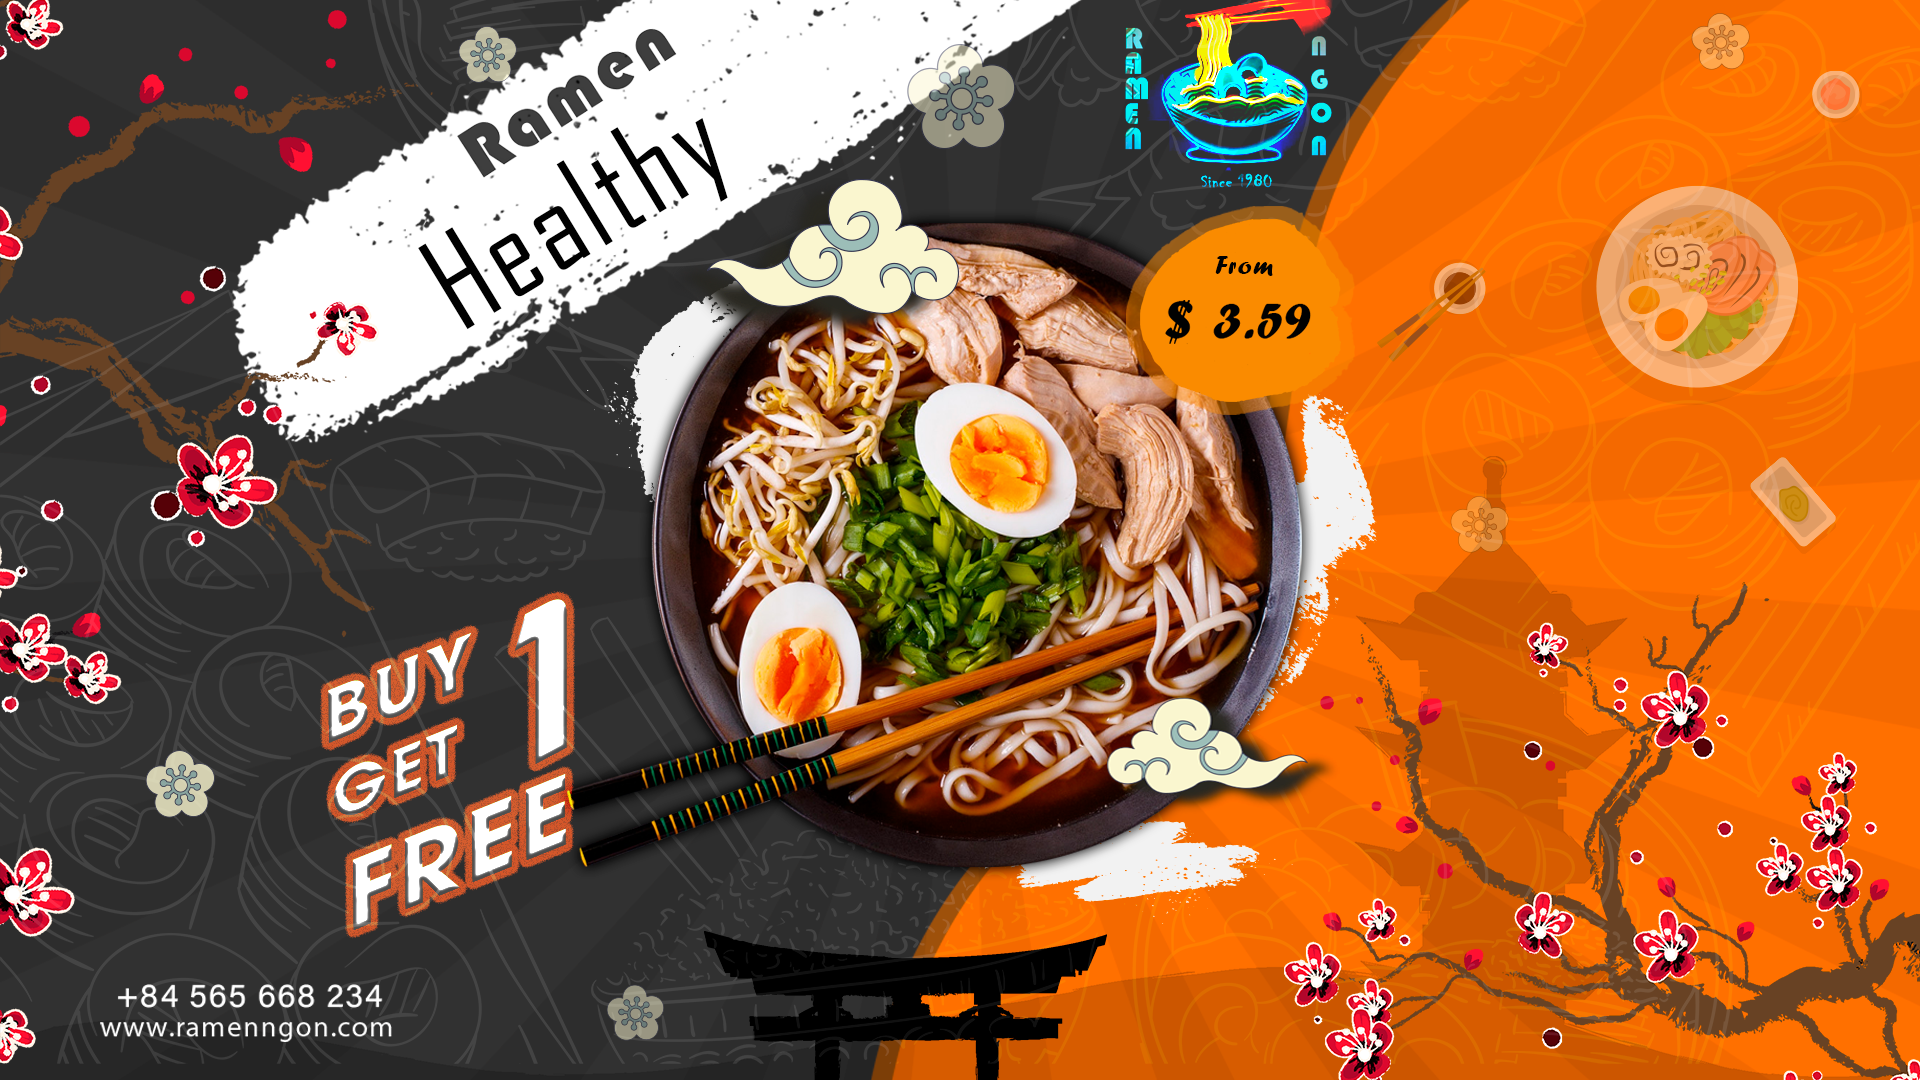 Ramen
Healthy
RAMEN
NGON
Since 1980
From
$ 3.59
BUY 1
GET
FREE
+84 565 668 234
www.ramenngon.com